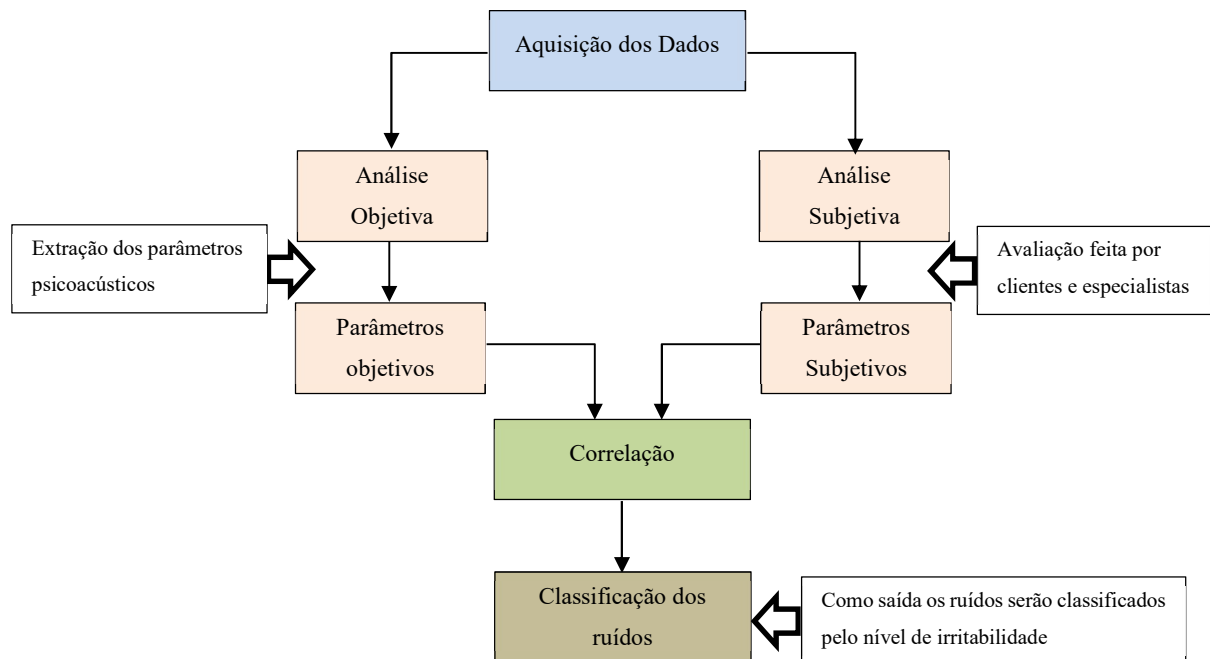 Aquisição dos Dados
Análise
Objetiva
Análise
Subjetiva
Extração dos parâmetros
psicoacústicos
Avaliação feita por
clientes e especialistas
Parâmetros
objetivos
Parâmetros
Subjetivos
Correlação
Classificação dos
ruídos
Como saída os ruídos serão classificados
pelo nível de irritabilidade